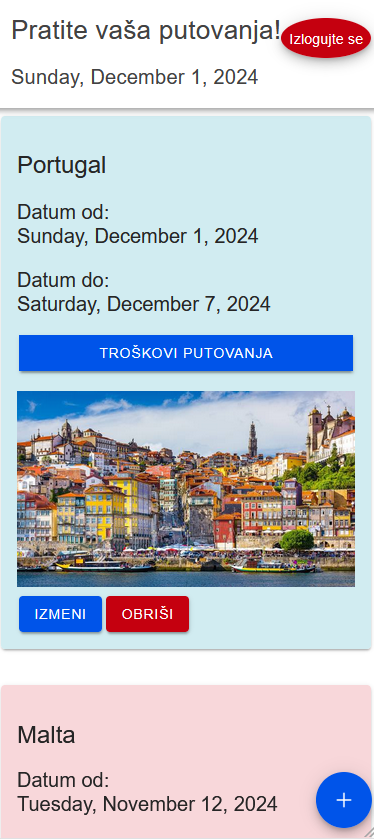 Pratite vaša putovanja!
Izlogujte se
Sunday, December 1, 2024
Portugal
Datum od:
Sunday, December 1, 2024
Datum do:
Saturday, December 7, 2024
TROŠKOVI PUTOVANJA
IZMENI OBRIŠI
Malta
Datum od:
Tuesday, November 12, 2024